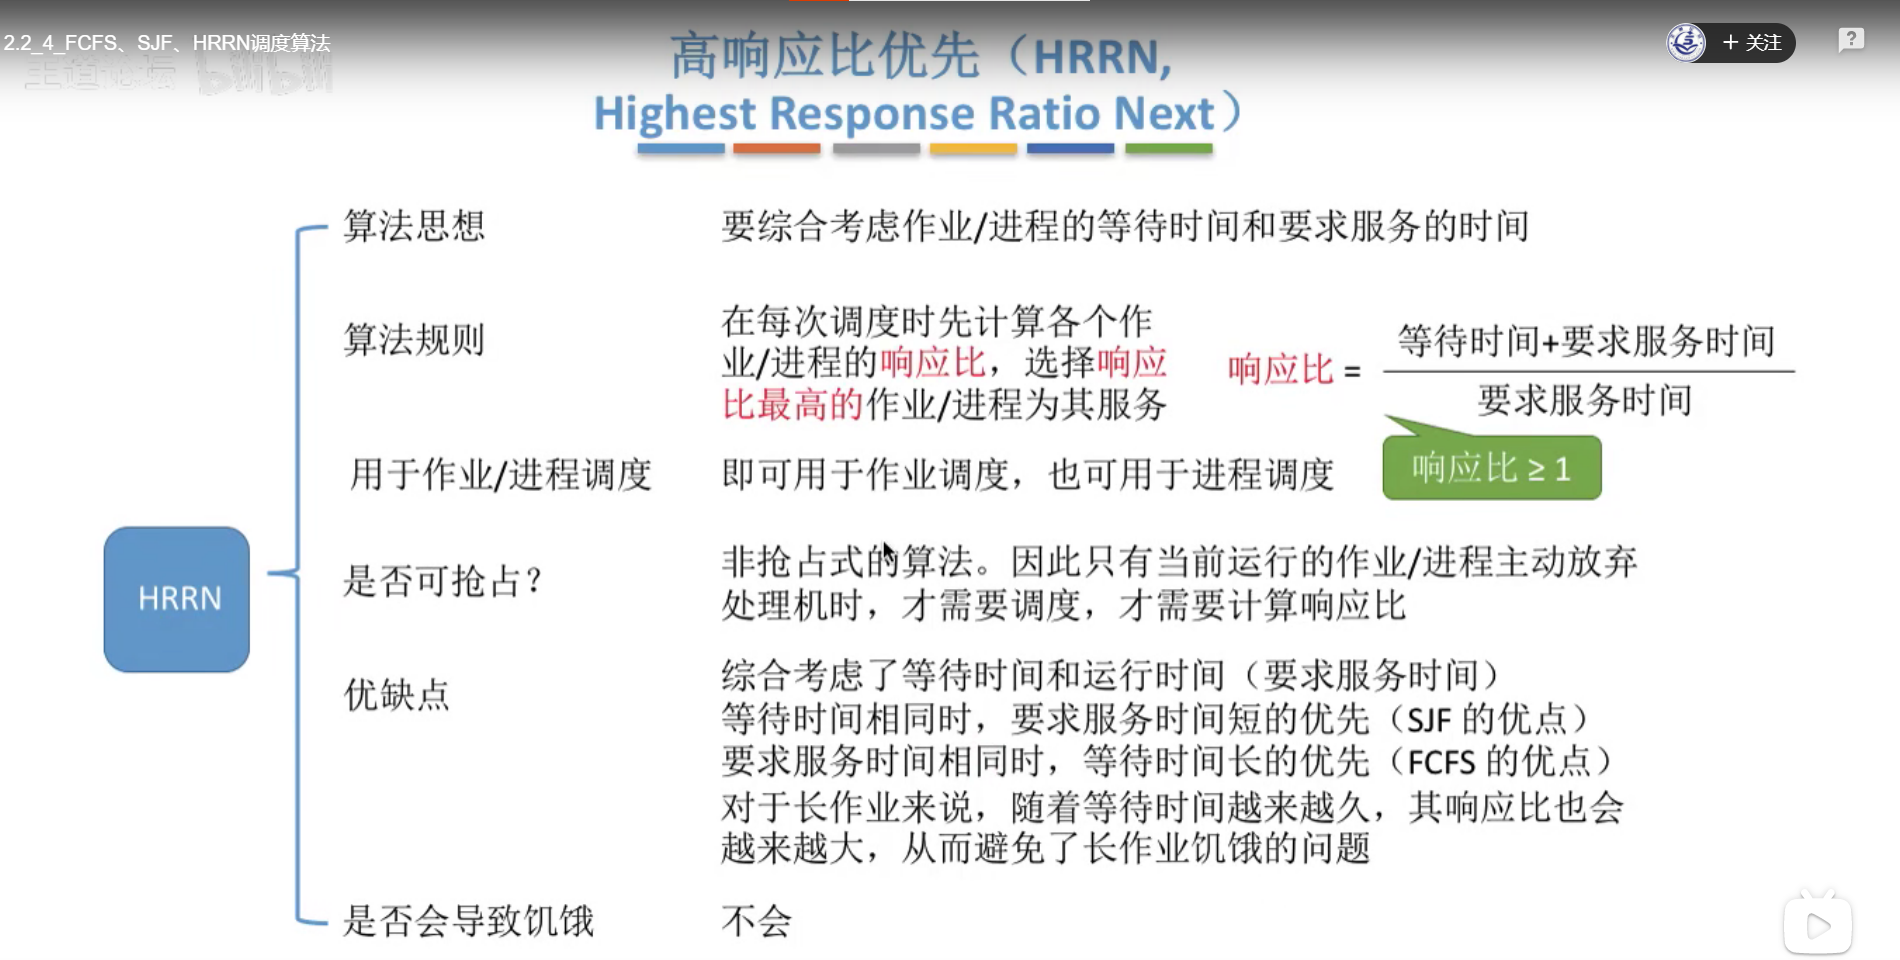 2.2_4_FCFS、SJF、HRRN调度算法
王道论坛 bilibili
+ 关注
?
高响应比优先（HRRN,
Highest Response Ratio Next）
算法思想
要综合考虑作业/进程的等待时间和要求服务的时间
算法规则
在每次调度时先计算各个作
业/进程的响应比，选择响应
比最高的作业/进程为其服务
响应比 =
等待时间+要求服务时间
要求服务时间
响应比 ≥ 1
用于作业/进程调度
即可用于作业调度，也可用于进程调度
HRRN
是否可抢占？
非抢占式的算法。因此只有当前运行的作业/进程主动放弃
处理机时，才需要调度，才需要计算响应比
优缺点
综合考虑了等待时间和运行时间（要求服务时间）
等待时间相同时，要求服务时间短的优先（SJF 的优点）
要求服务时间相同时，等待时间长的优先（FCFS 的优点）
对于长作业来说，随着等待时间越来越久，其响应比也会
越来越大，从而避免了长作业饥饿的问题
是否会导致饥饿
不会